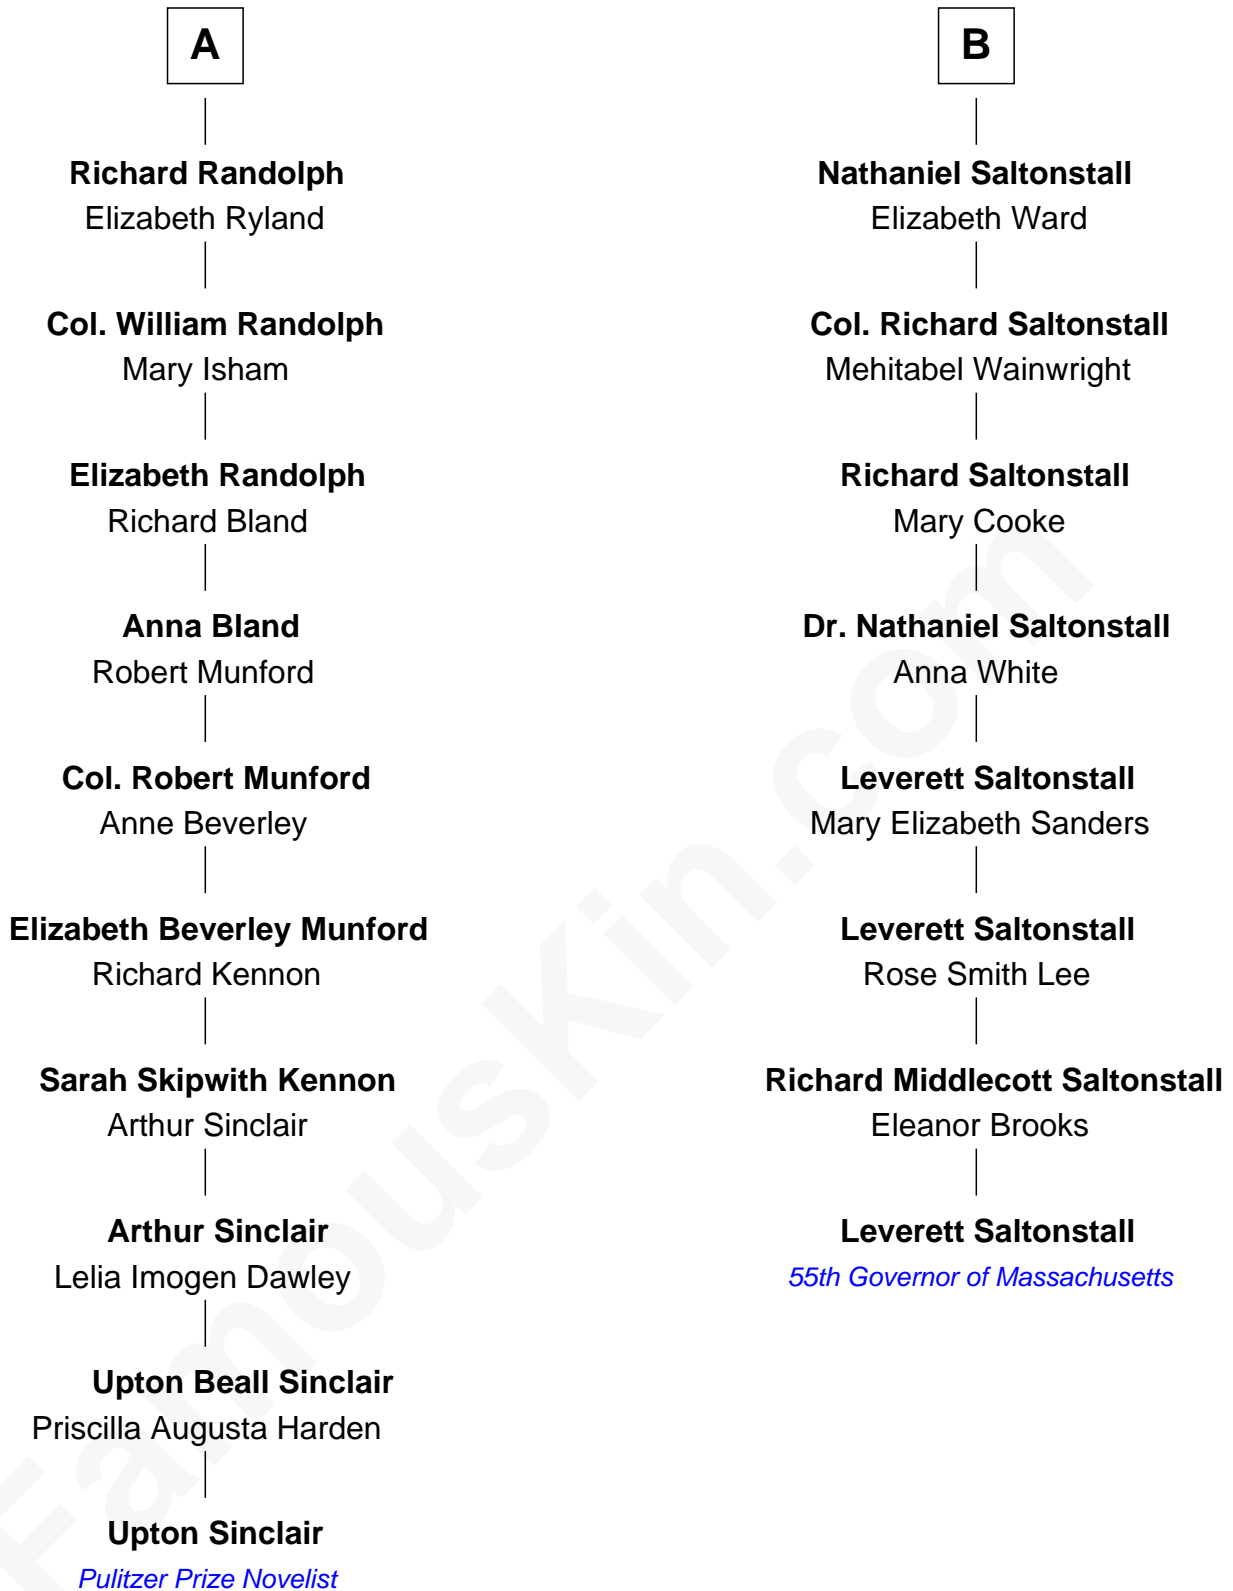 A
Richard Randolph
Elizabeth Ryland
Col. William Randolph
Mary Isham
Elizabeth Randolph
Richard Bland
Anna Bland
Robert Munford
Col. Robert Munford
Anne Beverley
Elizabeth Beverley Munford
Richard Kennon
Sarah Skipwith Kennon
Arthur Sinclair
Arthur Sinclair
Lelia Imogen Dawley
Upton Beall Sinclair
Priscilla Augusta Harden
Upton Sinclair
Pulitzer Prize Novelist
B
Nathaniel Saltonstall
Elizabeth Ward
Col. Richard Saltonstall
Mehitabel Wainwright
Richard Saltonstall
Mary Cooke
Dr. Nathaniel Saltonstall
Anna White
Leverett Saltonstall
Mary Elizabeth Sanders
Leverett Saltonstall
Rose Smith Lee
Richard Middlecott Saltonstall
Eleanor Brooks
Leverett Saltonstall
55th Governor of Massachusetts
FamousKin.com